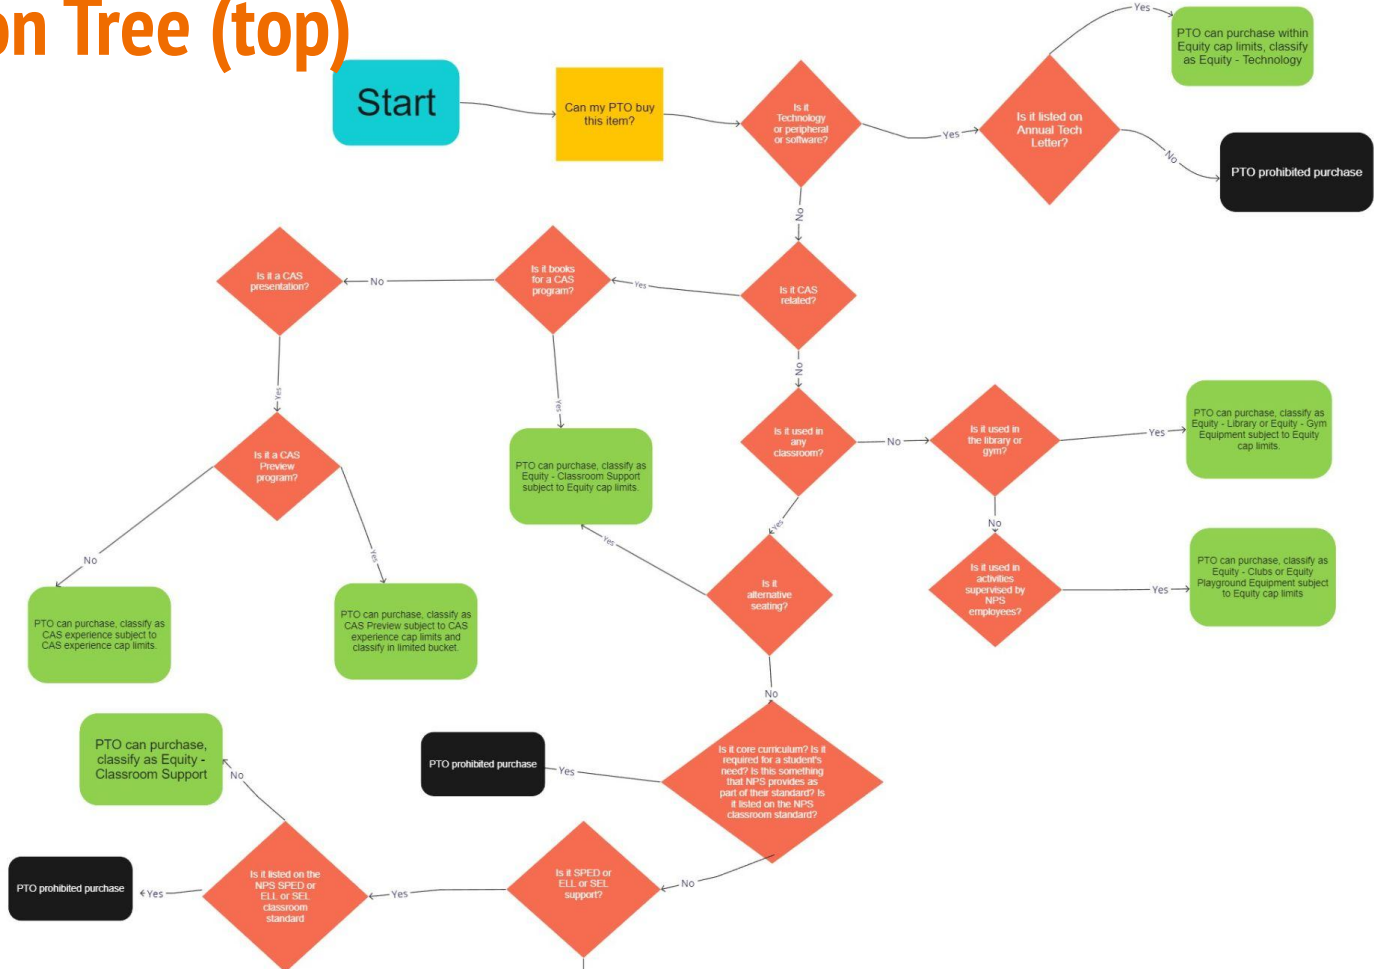 on Tree (top)
Start
Can my PTO buy
this item?
Is it
Technology
or peripheral
or software?
Yes
Is it listed on
Annual Tech
Letter?
Yes
PTO can purchase within
Equity cap limits, classify
as Equity - Technology
No
PTO prohibited purchase
No
Is it CAS
related?
Yes
Is it books
for a CAS
program?
No
Is it a CAS
presentation?
Yes
Is it a CAS
Preview
program?
No
PTO can purchase, classify as
CAS experience subject to
CAS experience cap limits.
Yes
PTO can purchase, classify as
CAS Preview subject to CAS
experience cap limits and
classify in limited bucket.
Yes
PTO can purchase, classify as
Equity - Classroom Support
subject to Equity cap limits.
No
Is it used in
any
classroom?
No
Is it used in
the library or
gym?
Yes
PTO can purchase, classify as
Equity - Library or Equity - Gym
Equipment subject to Equity
cap limits.
No
Is it used in
activities
supervised by
NPS
employees?
Yes
PTO can purchase, classify as
Equity - Clubs or Equity
Playground Equipment subject
to Equity cap limits
Yes
Is it
alternative
seating?
Yes
No
Is it core curriculum? Is it
required for a student's
need? Is this something
that NPS provides as
part of their standard? Is
it listed on the NPS
classroom standard?
Yes
PTO prohibited purchase
No
Is it SPED or
ELL or SEL
support?
Yes
Is it listed on the
NPS SPED or
ELL or SEL
classroom
standard
No
PTO can purchase,
classify as Equity -
Classroom Support
Yes
PTO prohibited purchase